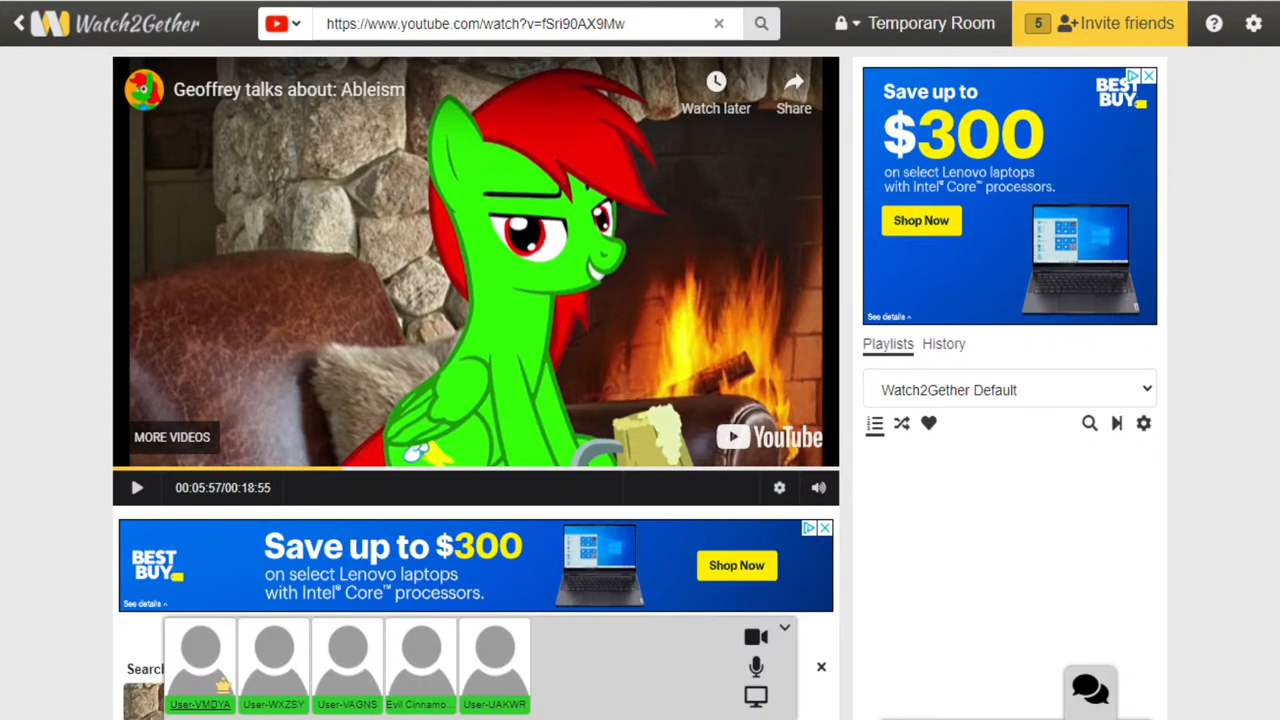 Watch2Gether
https://www.youtube.com/watch?v=fSri90AX9Mw
Temporary Room
5
Invite friends
Geoffrey talks about: Ableism
Watch later
Share
MORE VIDEOS
YouTube
00:05:57/00:18:55
Save up to
$300
on select Lenovo laptops
with Intel® Core™ processors.
BEST
BUY
Shop Now
See details
Playlists
History
Watch2Gether Default
BEST
BUY
Save up to $300
on select Lenovo laptops
with Intel® Core™ processors.
Shop Now
See details
Search
User-VMDYA
User-WXZSY
User-VAGNS
Evil Cinnamo...
User-UAKWR